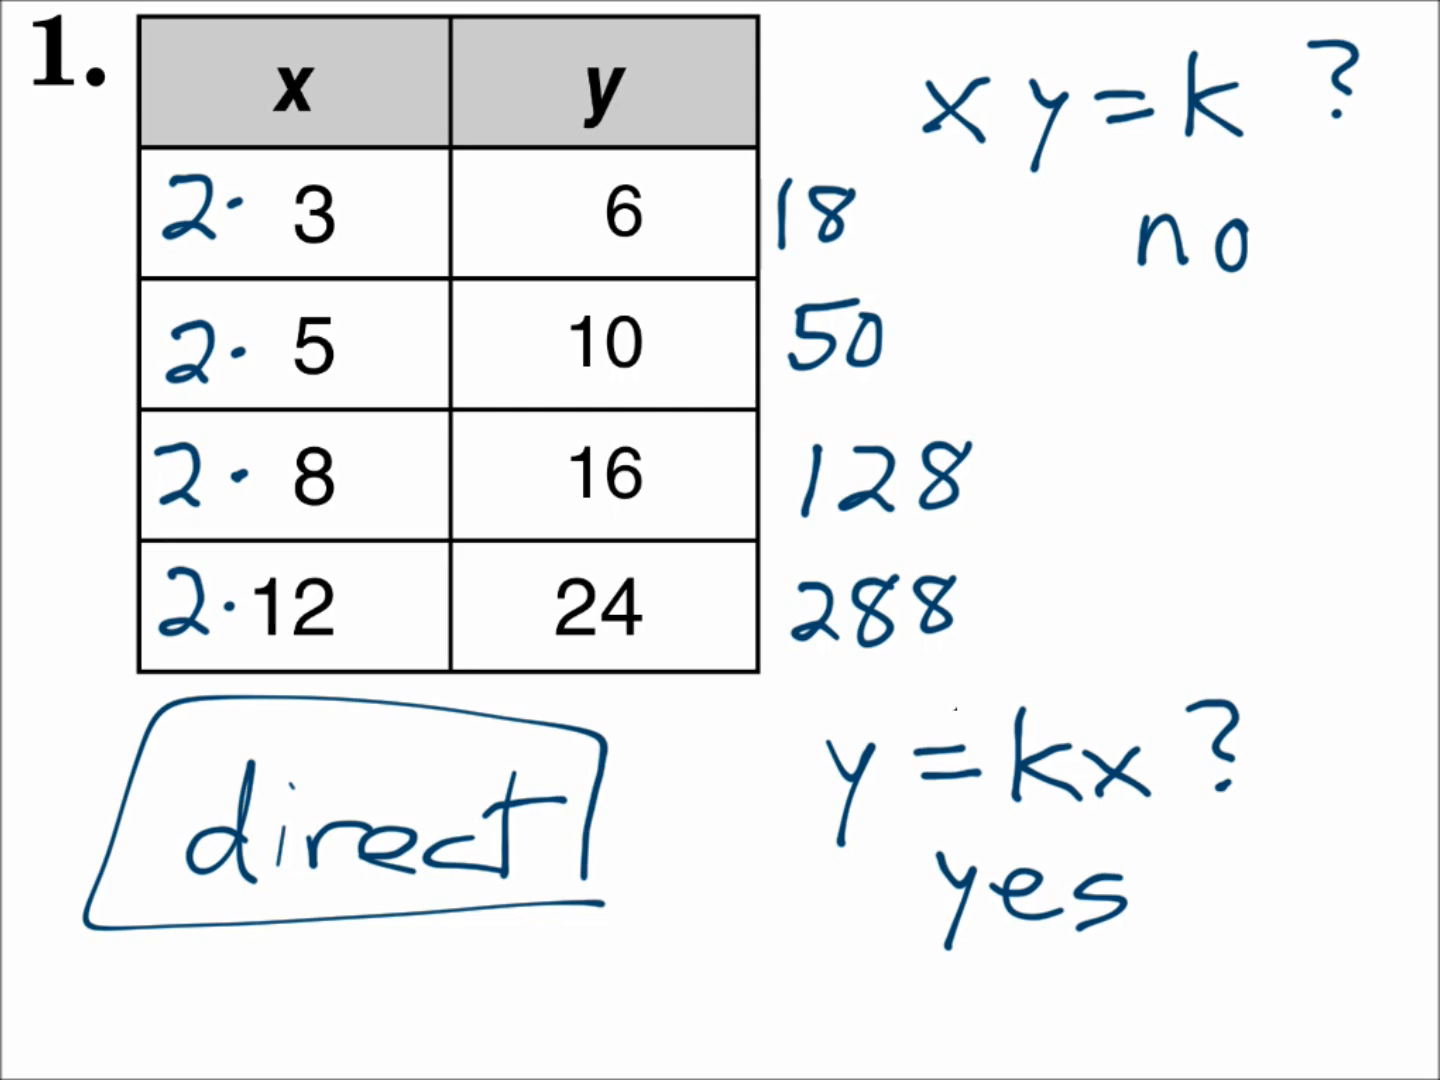 1.
x y xy=k ?
2· 3 6 18 no
2· 5 10 50
2· 8 16 128
2·12 24 288
direct y=kx?
yes